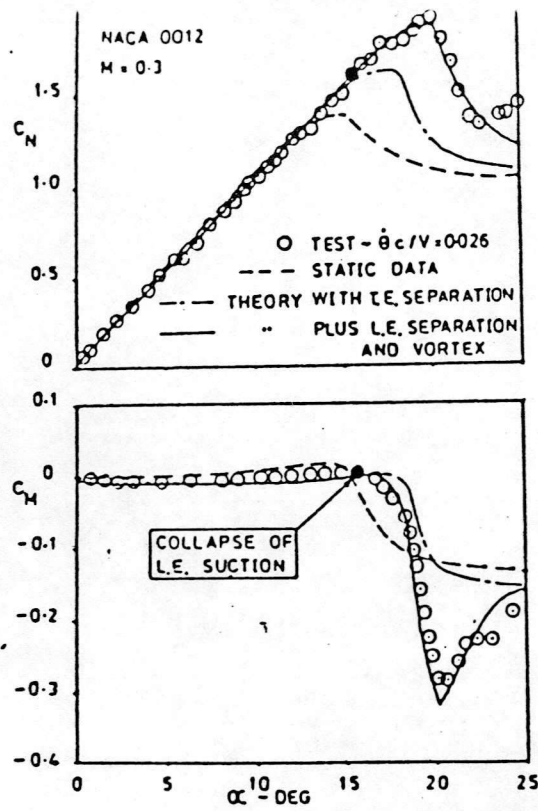 NACA 0012
M = 0·3
C_N
1·5
1·0
0·5
0
TEST - θ̇c/V = 0·026
STATIC DATA
THEORY WITH T.E. SEPARATION
" PLUS L.E. SEPARATION
AND VORTEX
C_M
0·1
0
-0·1
-0·2
-0·3
-0·4
COLLAPSE OF
L.E. SUCTION
0 5 10 15 20 25
α - DEG